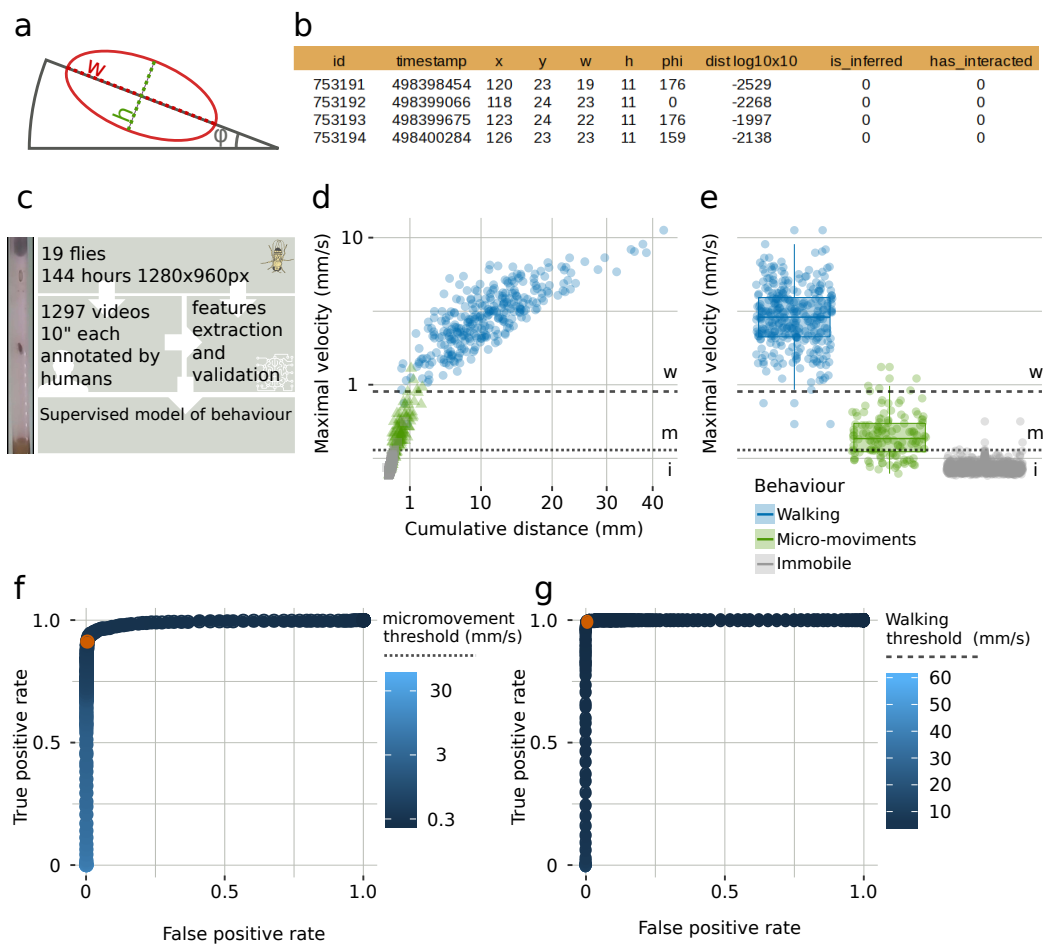 a
w
h
φ
b
id timestamp x y w h phi distlog10x10 is_inferred has_interacted
753191 498398454 120 23 19 11 176 -2529 0 0
753192 498399066 118 24 23 11 0 -2268 0 0
753193 498399675 123 24 22 11 176 -1997 0 0
753194 498400284 126 23 23 11 159 -2138 0 0
c
19 flies
144 hours 1280x960px
1297 videos
10" each
annotated by
humans
features
extraction
and
validation
Supervised model of behaviour
d
Maximal velocity (mm/s)
10
1
w
m
i
1 10 20 30 40
Cumulative distance (mm)
e
Maximal velocity (mm/s)
10
1
w
m
i
Behaviour
Walking
Micro-moviments
Immobile
f
True positive rate
1.0
0.5
0
0 0.5 1.0
False positive rate
micromovement
threshold (mm/s)
30
3
0.3
g
True positive rate
1.0
0.5
0
0 0.5 1.0
False positive rate
Walking
threshold (mm/s)
60
50
40
30
20
10